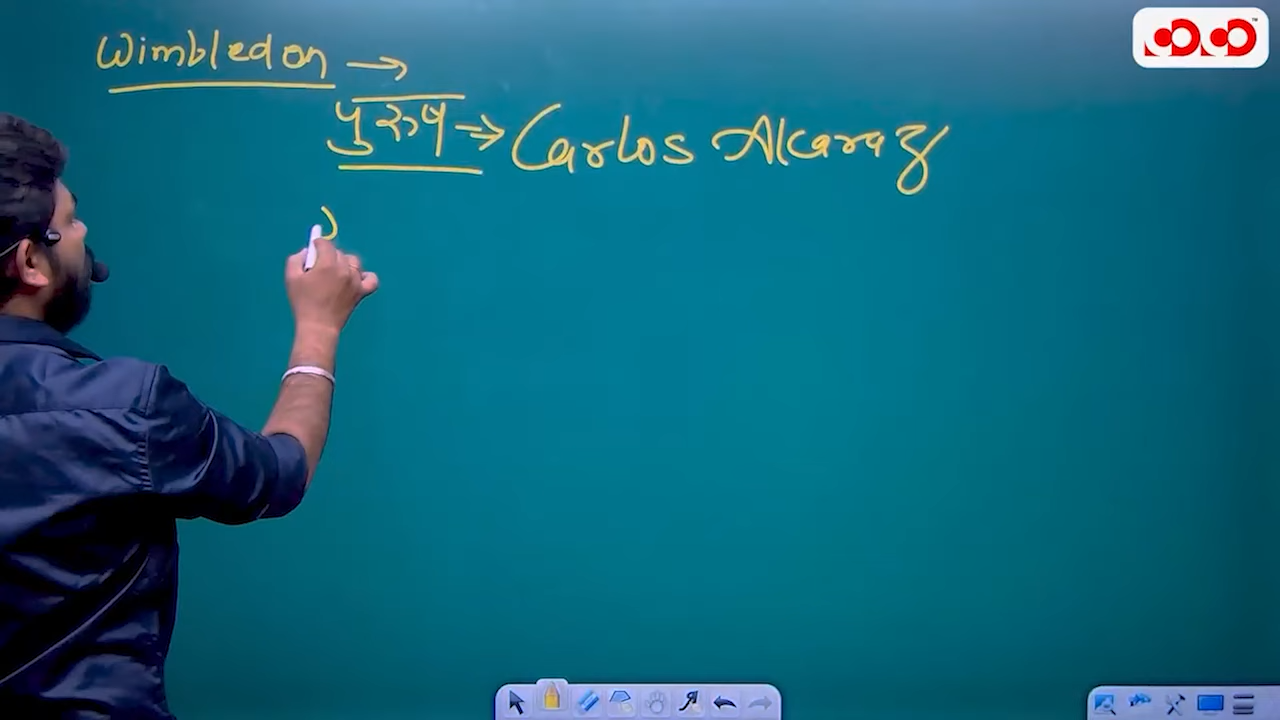 Wimbledon →
पुरुष → Carlos Alcaraz